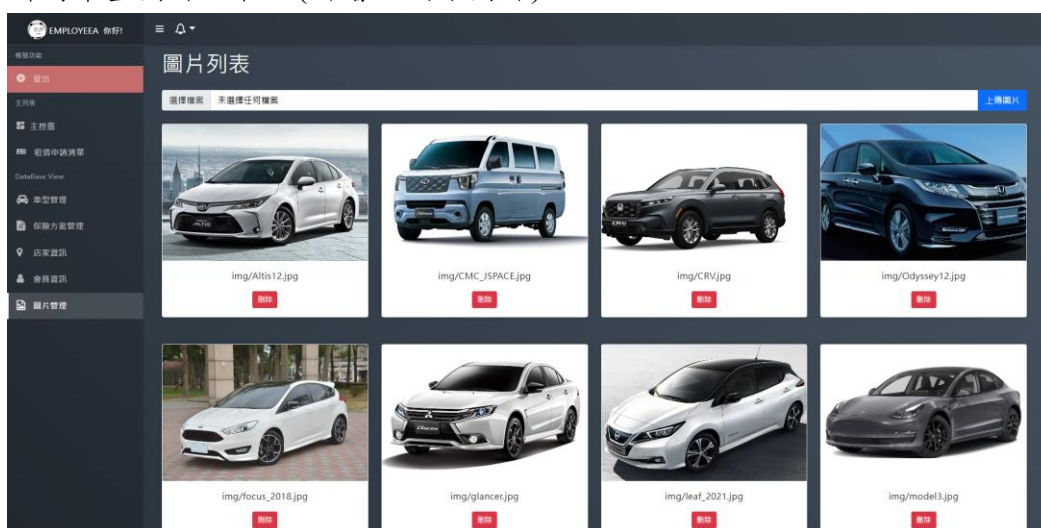 EMPLOYEEA 你好!
帳號功能
登出
主列表
主控臺
租借申請清單
DataBase View
車型管理
保險方案管理
店家資訊
會員資訊
圖片管理
圖片列表
選擇檔案 未選擇任何檔案 上傳圖片
img/Altis12.jpg
刪除
img/CMC_JSPACE.jpg
刪除
img/CRV.jpg
刪除
img/Odyssey12.jpg
刪除
img/focus_2018.jpg
刪除
img/glancer.jpg
刪除
img/leaf_2021.jpg
刪除
img/model3.jpg
刪除
ALTIS
CRV